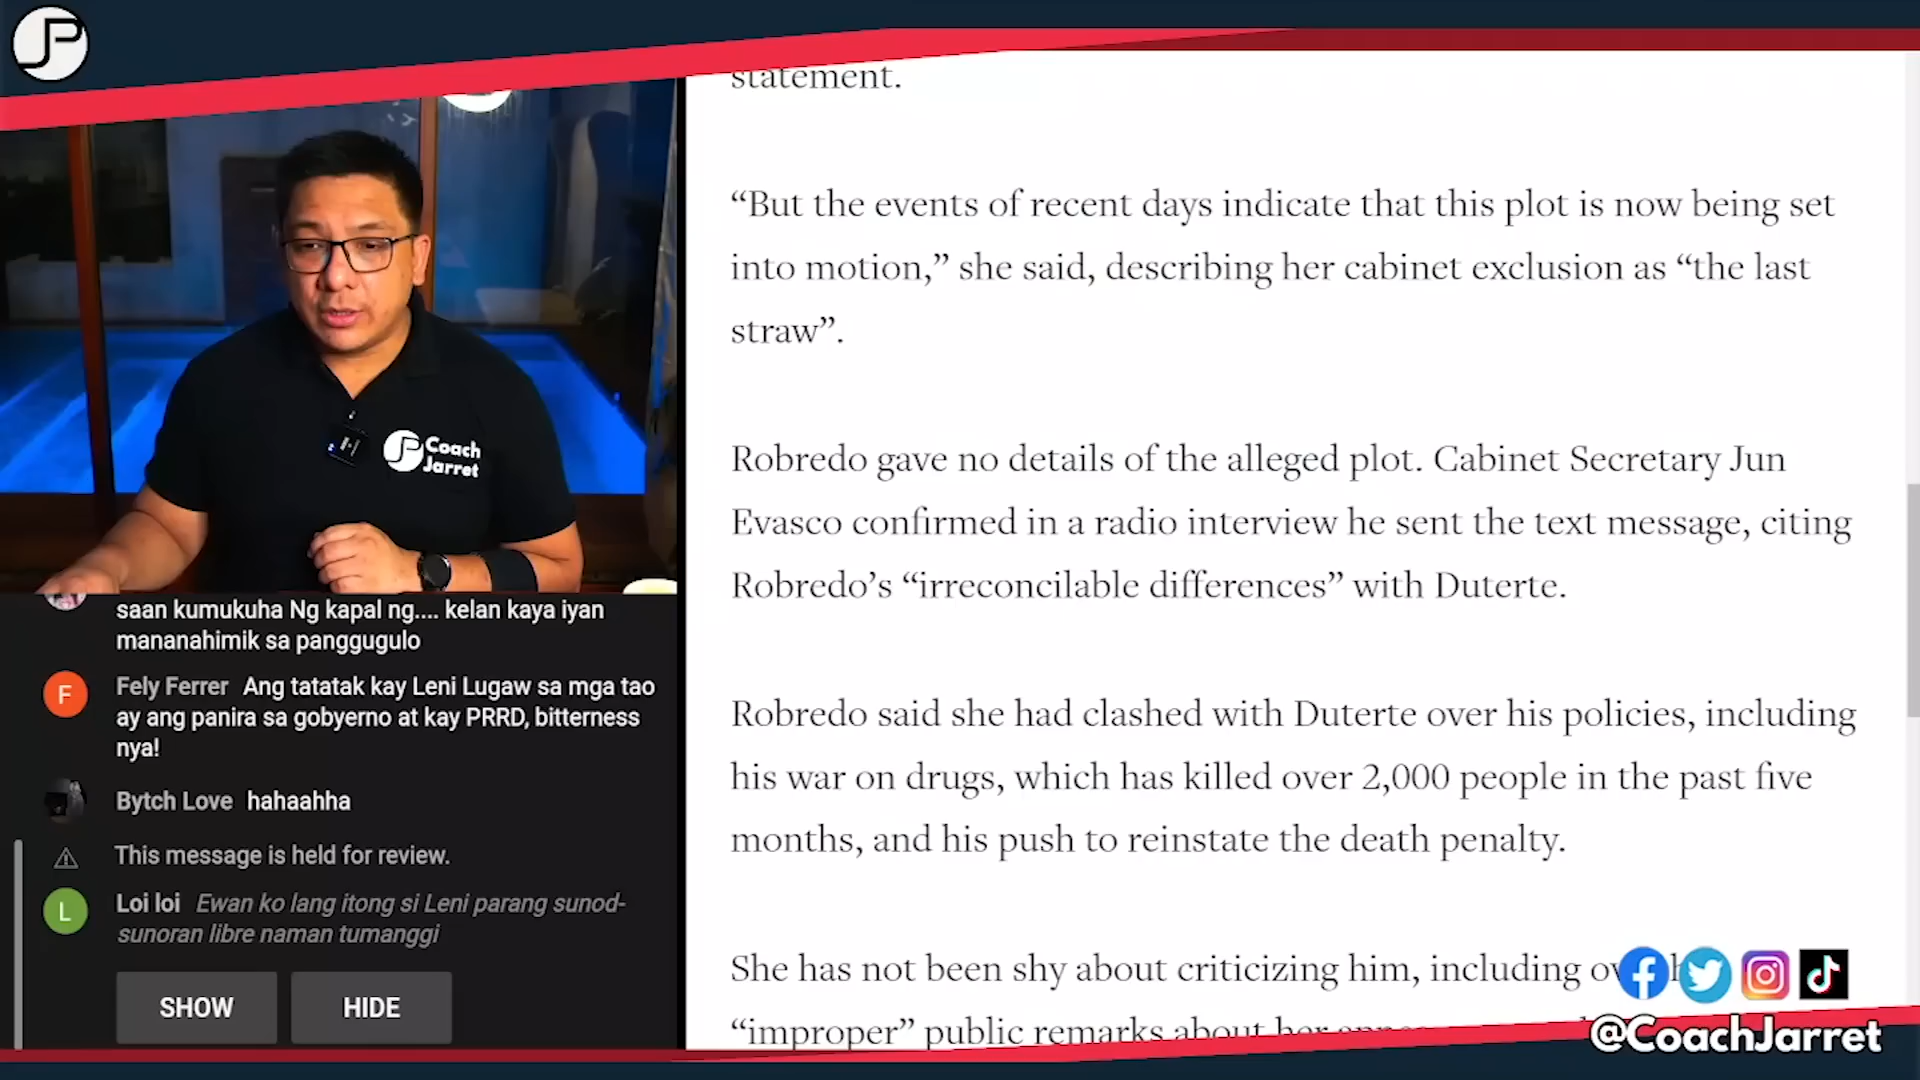 JP
statement.
“But the events of recent days indicate that this plot is now being set
into motion,” she said, describing her cabinet exclusion as “the last
straw”.
Robredo gave no details of the alleged plot. Cabinet Secretary Jun
Evasco confirmed in a radio interview he sent the text message, citing
Robredo’s “irreconcilable differences” with Duterte.
Robredo said she had clashed with Duterte over his policies, including
his war on drugs, which has killed over 2,000 people in the past five
months, and his push to reinstate the death penalty.
She has not been shy about criticizing him, including
“improper” public remarks about her
JP Coach
Jarret
saan kumukuha Ng kapal ng.... kelan kaya iyan
mananahimik sa panggugulo
F
Fely Ferrer Ang tatatak kay Leni Lugaw sa mga tao
ay ang panira sa gobyerno at kay PRRD, bitterness
nya!
Bytch Love hahaahha
This message is held for review.
L
Loi loi Ewan ko lang itong si Leni parang sunod-
sunoran libre naman tumanggi
SHOW HIDE
@CoachJarret